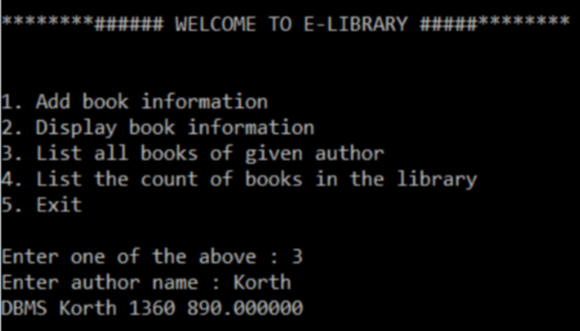 ********###### WELCOME TO E-LIBRARY #####********
1. Add book information
2. Display book information
3. List all books of given author
4. List the count of books in the library
5. Exit
Enter one of the above : 3
Enter author name : Korth
DBMS Korth 1360 890.000000